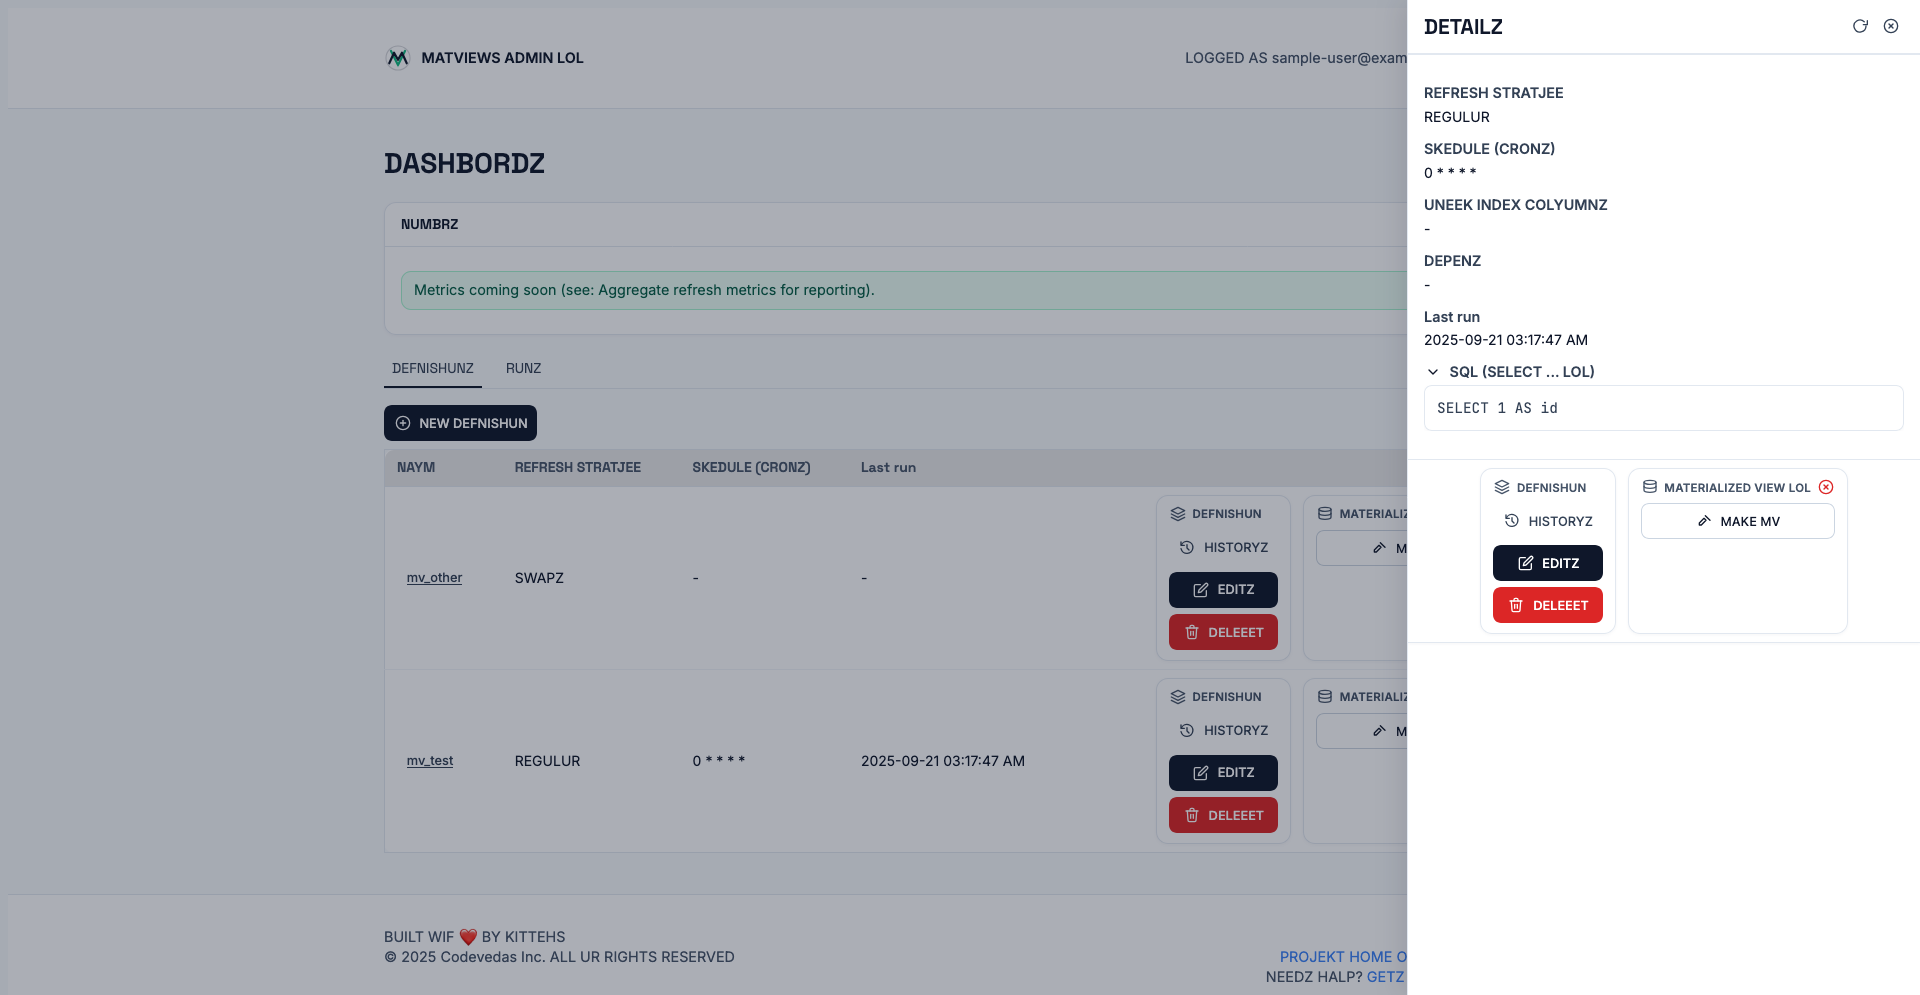 MATVIEWS ADMIN LOL
LOGGED AS sample-user@exam
DASHBORDZ
NUMBRZ
Metrics coming soon (see: Aggregate refresh metrics for reporting).
DEFNISHUNZ RUNZ
NEW DEFNISHUN
NAYM REFRESH STRATJEE SKEDULE (CRONZ) Last run
mv_other SWAPZ - -
DEFNISHUN
HISTORYZ
EDITZ
DELEEET
MATERIALIZ
M
mv_test REGULUR 0 * * * * 2025-09-21 03:17:47 AM
DEFNISHUN
HISTORYZ
EDITZ
DELEEET
MATERIALIZ
M
BUILT WIF ❤️ BY KITTEHS
© 2025 Codevedas Inc. ALL UR RIGHTS RESERVED
PROJEKT HOME O
NEEDZ HALP? GETZ
DETAILZ
REFRESH STRATJEE
REGULUR
SKEDULE (CRONZ)
0 * * * *
UNEEK INDEX COLYUMNZ
-
DEPENZ
-
Last run
2025-09-21 03:17:47 AM
SQL (SELECT … LOL)
SELECT 1 AS id
DEFNISHUN
HISTORYZ
EDITZ
DELEEET
MATERIALIZED VIEW LOL
MAKE MV